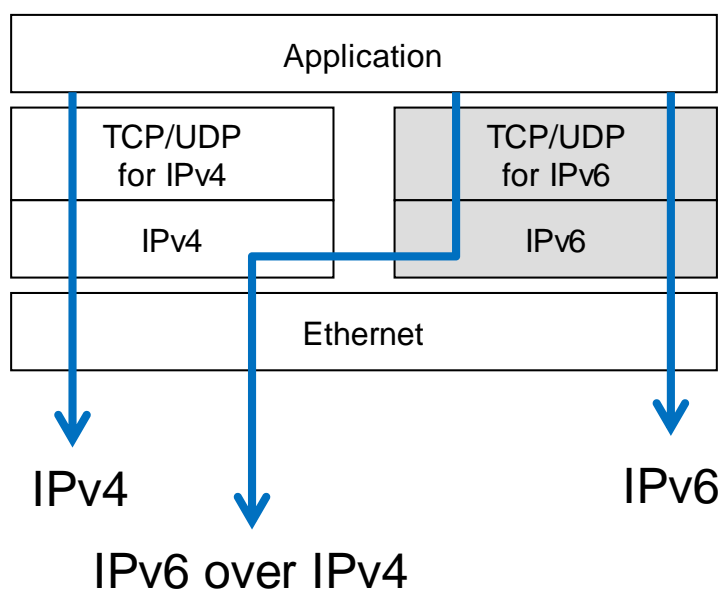 Application
TCP/UDP
for IPv4
TCP/UDP
for IPv6
IPv4
IPv6
Ethernet
IPv4
IPv6
IPv6 over IPv4